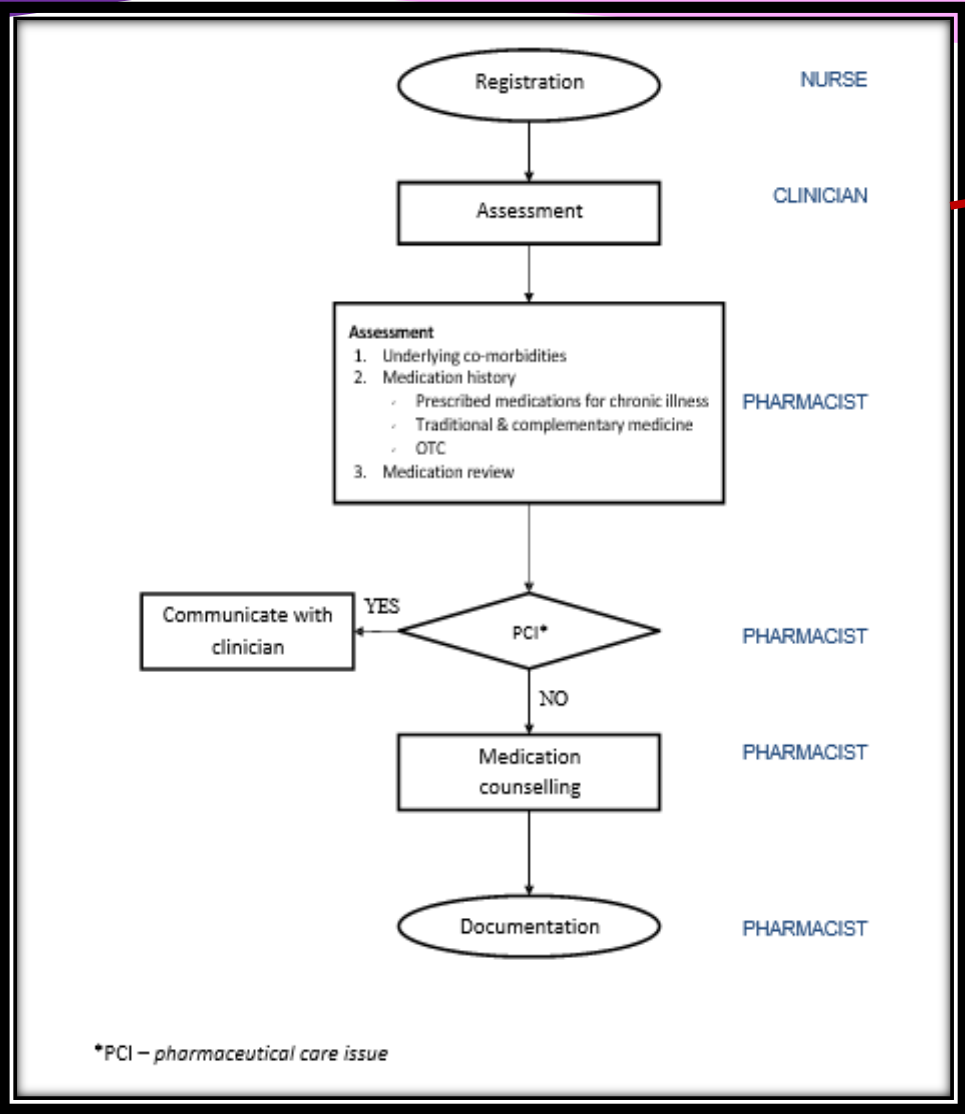 Registration
NURSE
Assessment
CLINICIAN
Assessment
1. Underlying co-morbidities
2. Medication history
✓ Prescribed medications for chronic illness
✓ Traditional & complementary medicine
✓ OTC
3. Medication review
PHARMACIST
Communicate with
clinician
YES
PCI*
PHARMACIST
NO
Medication
counselling
PHARMACIST
Documentation
PHARMACIST
*PCI – pharmaceutical care issue